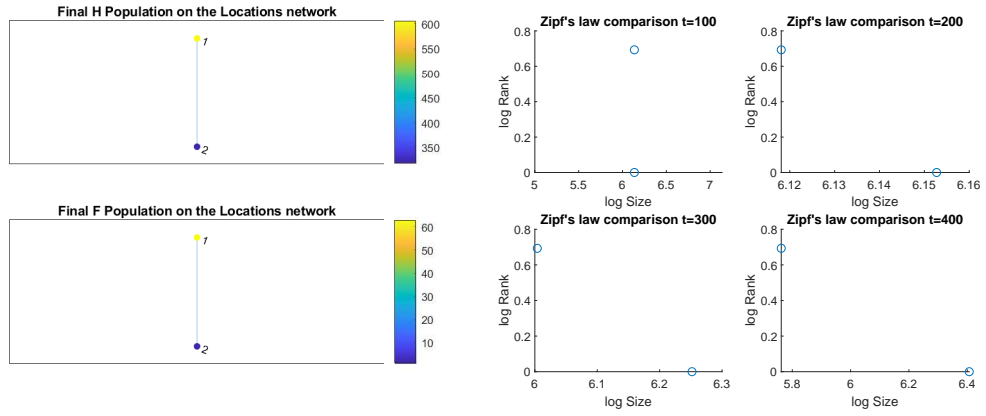 Final H Population on the Locations network
1
2
600
550
500
450
400
350
Final F Population on the Locations network
1
2
60
50
40
30
20
10
Zipf's law comparison t=100
log Rank
0.8
0.6
0.4
0.2
0
5 5.5 6 6.5 7
log Size
Zipf's law comparison t=200
log Rank
0.8
0.6
0.4
0.2
0
6.12 6.13 6.14 6.15 6.16
log Size
Zipf's law comparison t=300
log Rank
0.8
0.6
0.4
0.2
0
6 6.1 6.2 6.3
log Size
Zipf's law comparison t=400
log Rank
0.8
0.6
0.4
0.2
0
5.8 6 6.2 6.4
log Size